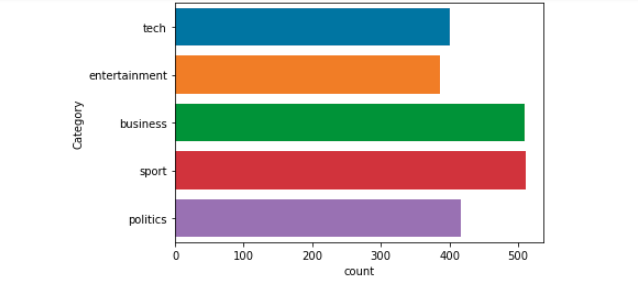 tech
entertainment
business
sport
politics
Category
0 100 200 300 400 500
count